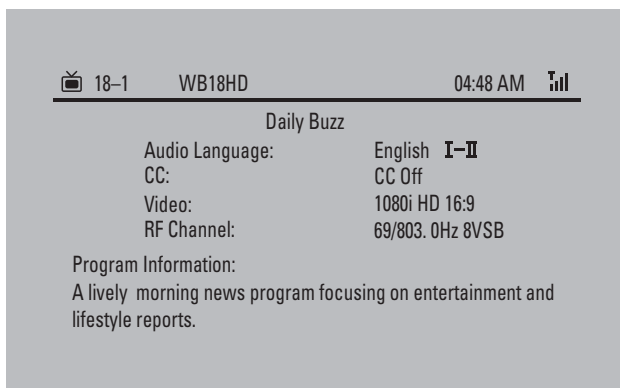 18–1 WB18HD 04:48 AM
Daily Buzz
Audio Language: English I–II
CC: CC Off
Video: 1080i HD 16:9
RF Channel: 69/803. 0Hz 8VSB
Program Information:
A lively morning news program focusing on entertainment and
lifestyle reports.